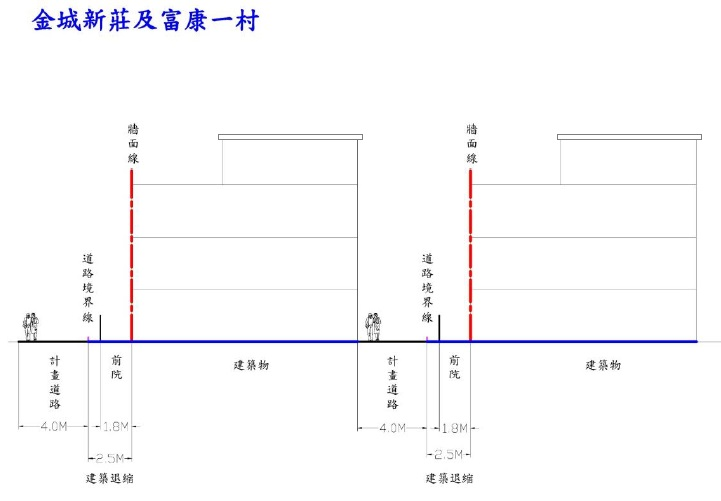 金城新莊及富康一村
牆面線
牆面線
道路境界線
道路境界線
計畫道路
前院
建築物
計畫道路
前院
建築物
4.0M
1.8M
4.0M
1.8M
2.5M
2.5M
建築退縮
建築退縮